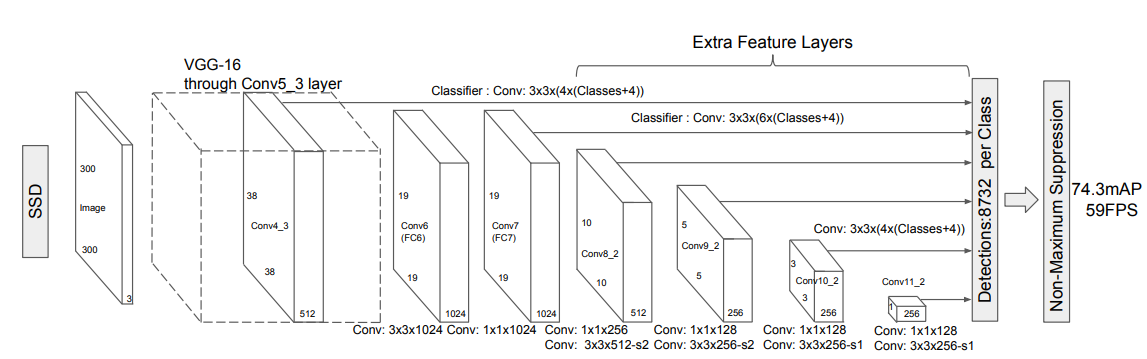 Extra Feature Layers
VGG-16
through Conv5_3 layer
Classifier : Conv: 3x3x(4x(Classes+4))
Classifier : Conv: 3x3x(6x(Classes+4))
SSD
300
Image
300
3
38
Conv4_3
38
512
19
Conv6
(FC6)
19
1024
19
Conv7
(FC7)
19
1024
10
Conv8_2
10
512
5
Conv9_2
5
256
Conv: 3x3x(4x(Classes+4))
3
Conv10_2
3
256
Conv11_2
1
256
Detections:8732 per Class
Non-Maximum Suppression
74.3mAP
59FPS
Conv: 3x3x1024
Conv: 1x1x1024
Conv: 1x1x256
Conv: 3x3x512-s2
Conv: 1x1x128
Conv: 3x3x256-s2
Conv: 1x1x128
Conv: 3x3x256-s1
Conv: 1x1x128
Conv: 3x3x256-s1